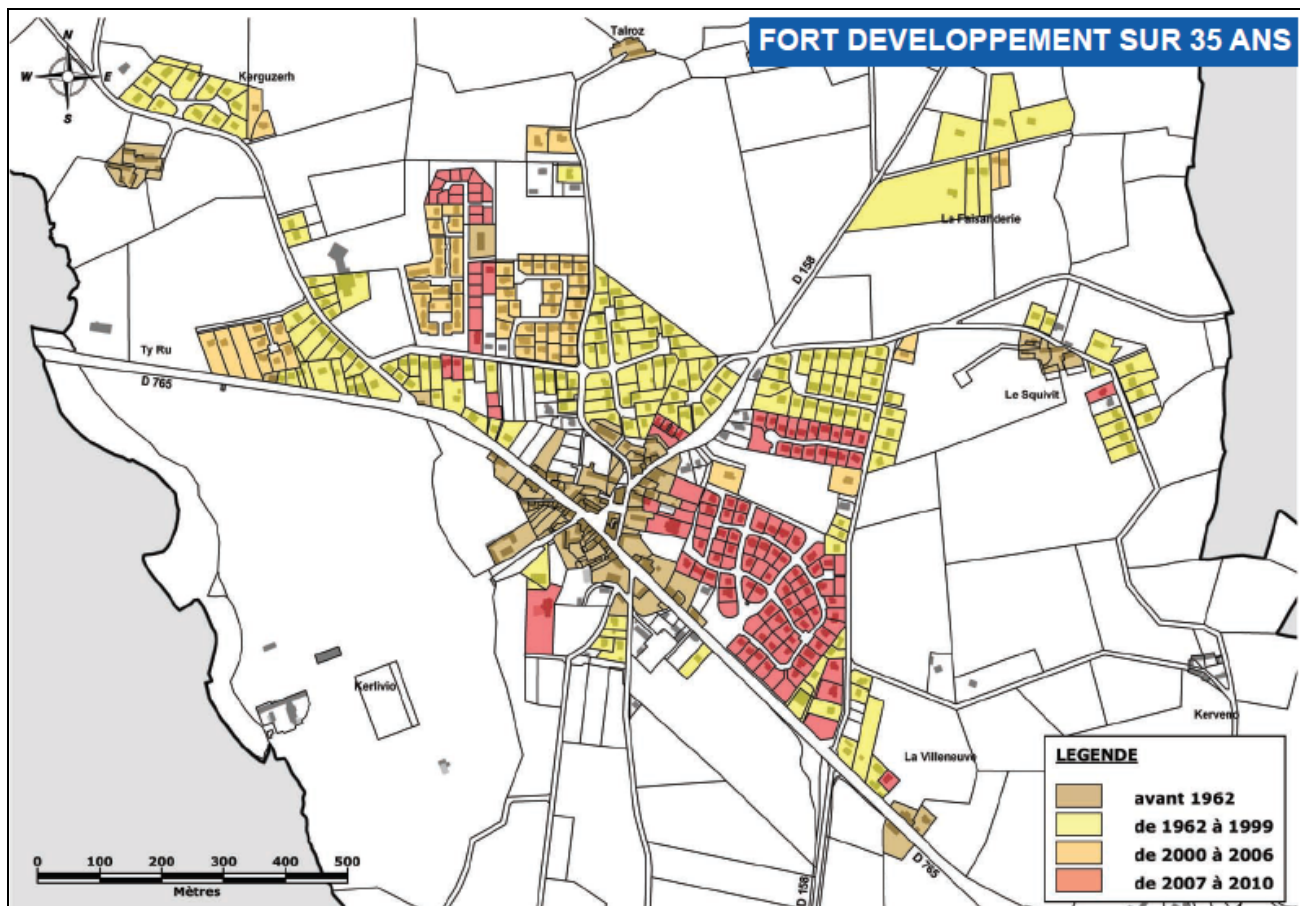 FORT DEVELOPPEMENT SUR 35 ANS
Talroz
N
W E
S
Kerguzerh
La Faisanderie
D 158
Ty Ru
D 765
Le Squivit
Kerlivio
Kerveno
La Villeneuve
D 765
D 158
LEGENDE
avant 1962
de 1962 à 1999
de 2000 à 2006
de 2007 à 2010
0 100 200 300 400 500
Mètres